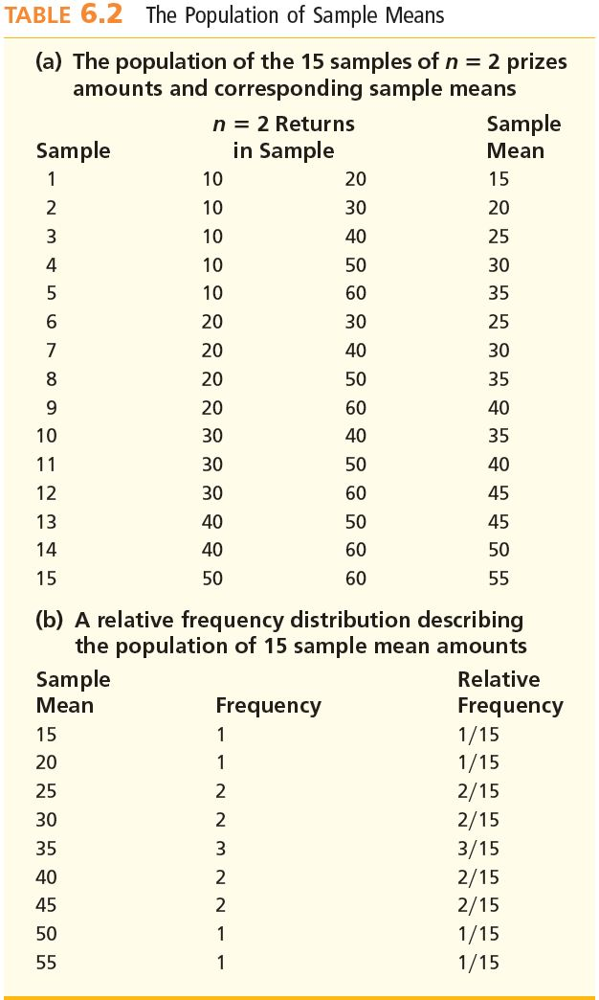 TABLE 6.2 The Population of Sample Means
(a) The population of the 15 samples of n = 2 prizes
amounts and corresponding sample means
n = 2 Returns Sample
Sample in Sample Mean
1 10 20 15
2 10 30 20
3 10 40 25
4 10 50 30
5 10 60 35
6 20 30 25
7 20 40 30
8 20 50 35
9 20 60 40
10 30 40 35
11 30 50 40
12 30 60 45
13 40 50 45
14 40 60 50
15 50 60 55
(b) A relative frequency distribution describing
the population of 15 sample mean amounts
Sample Relative
Mean Frequency Frequency
15 1 1/15
20 1 1/15
25 2 2/15
30 2 2/15
35 3 3/15
40 2 2/15
45 2 2/15
50 1 1/15
55 1 1/15